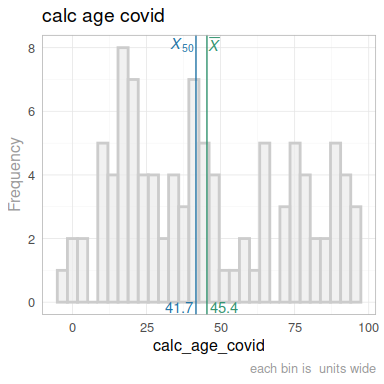 calc age covid
X50
X̅
8
6
4
2
0
Frequency
41.7
45.4
0
25
50
75
100
calc_age_covid
each bin is  units wide